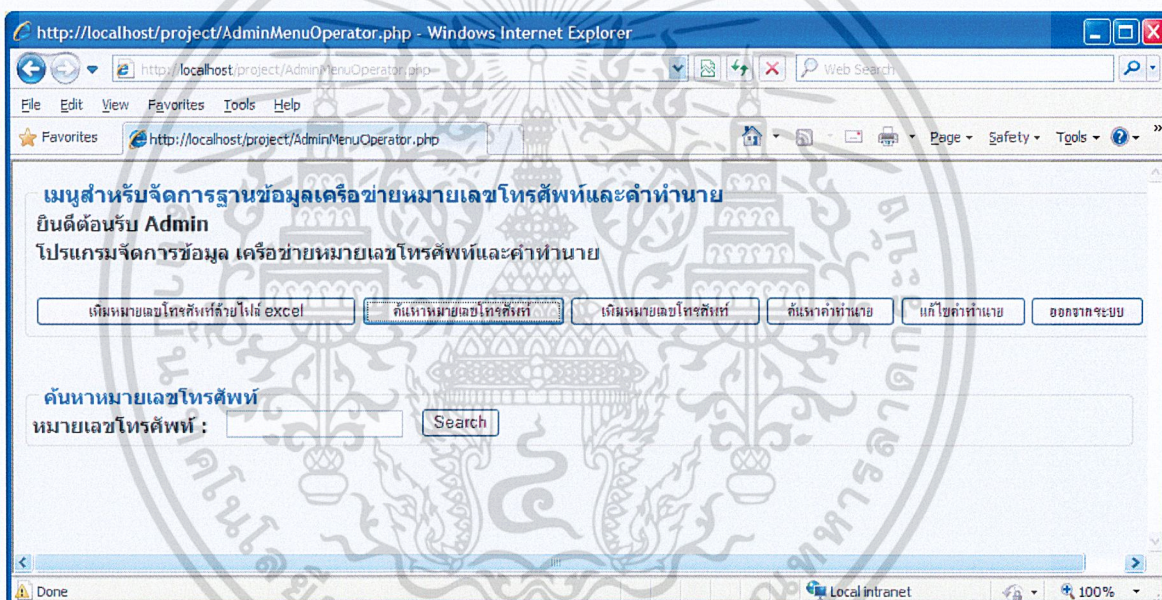 http://localhost/project/AdminMenuOperator.php - Windows Internet Explorer
http://localhost/project/AdminMenuOperator.php Web Search
File Edit View Favorites Tools Help
Favorites http://localhost/project/AdminMenuOperator.php Page Safety Tools
เมนูสำหรับจัดการฐานข้อมูลเครือข่ายหมายเลขโทรศัพท์และคำทำนาย
ยินดีต้อนรับ Admin
โปรแกรมจัดการข้อมูล เครือข่ายหมายเลขโทรศัพท์และคำทำนาย
เพิ่มหมายเลขโทรศัพท์ด้วยไฟล์ excel ค้นหาหมายเลขโทรศัพท์ เพิ่มหมายเลขโทรศัพท์ ค้นหาคำทำนาย แก้ไขคำทำนาย ออกจากระบบ
ค้นหาหมายเลขโทรศัพท์
หมายเลขโทรศัพท์ : Search
Done Local intranet 100%